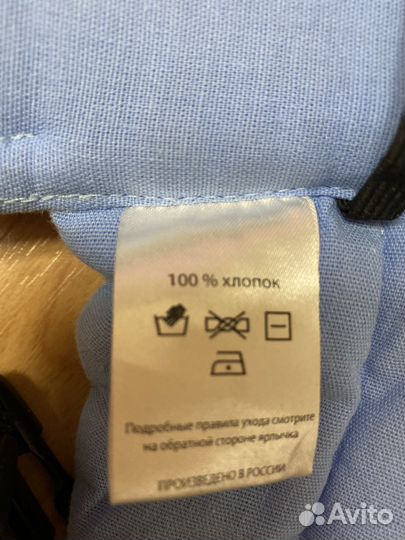 100 % ХЛОПОК
Подробные правила ухода смотрите
на обратной стороне ярлычка
ПРОИЗВЕДЕНО В РОССИИ
Avito